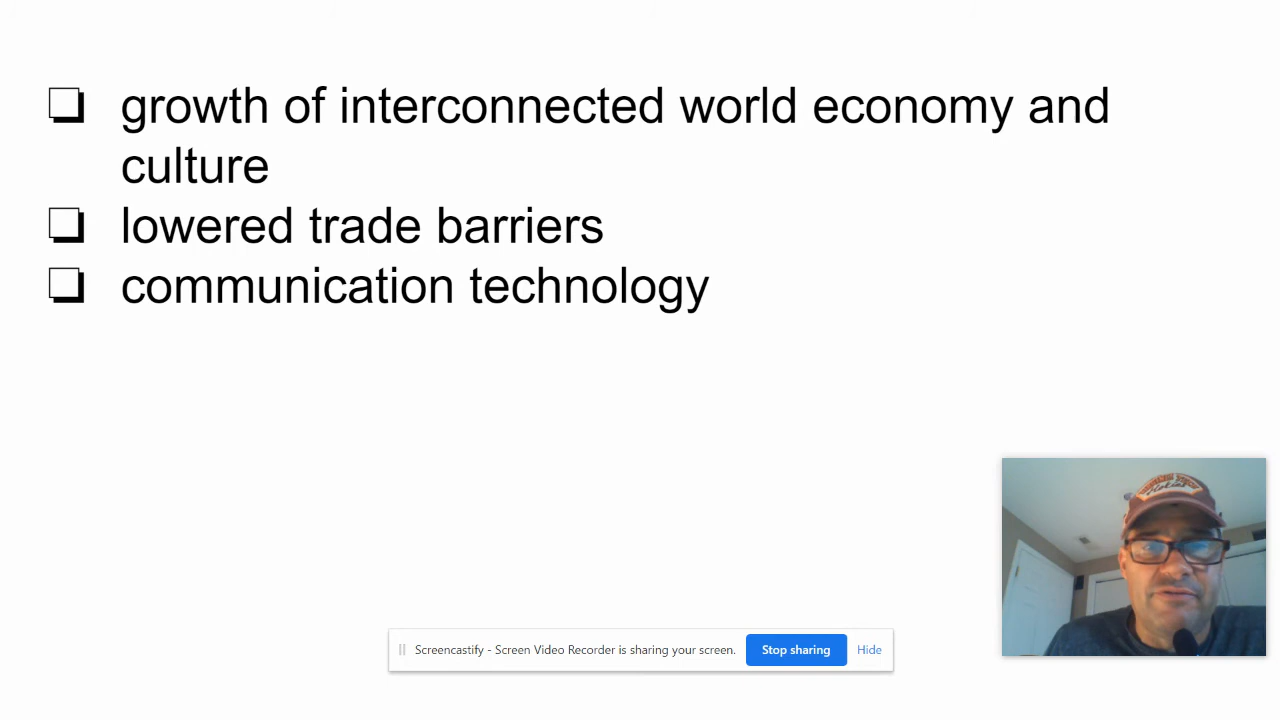 growth of interconnected world economy and
culture
lowered trade barriers
communication technology
Screencastify - Screen Video Recorder is sharing your screen. Stop sharing Hide